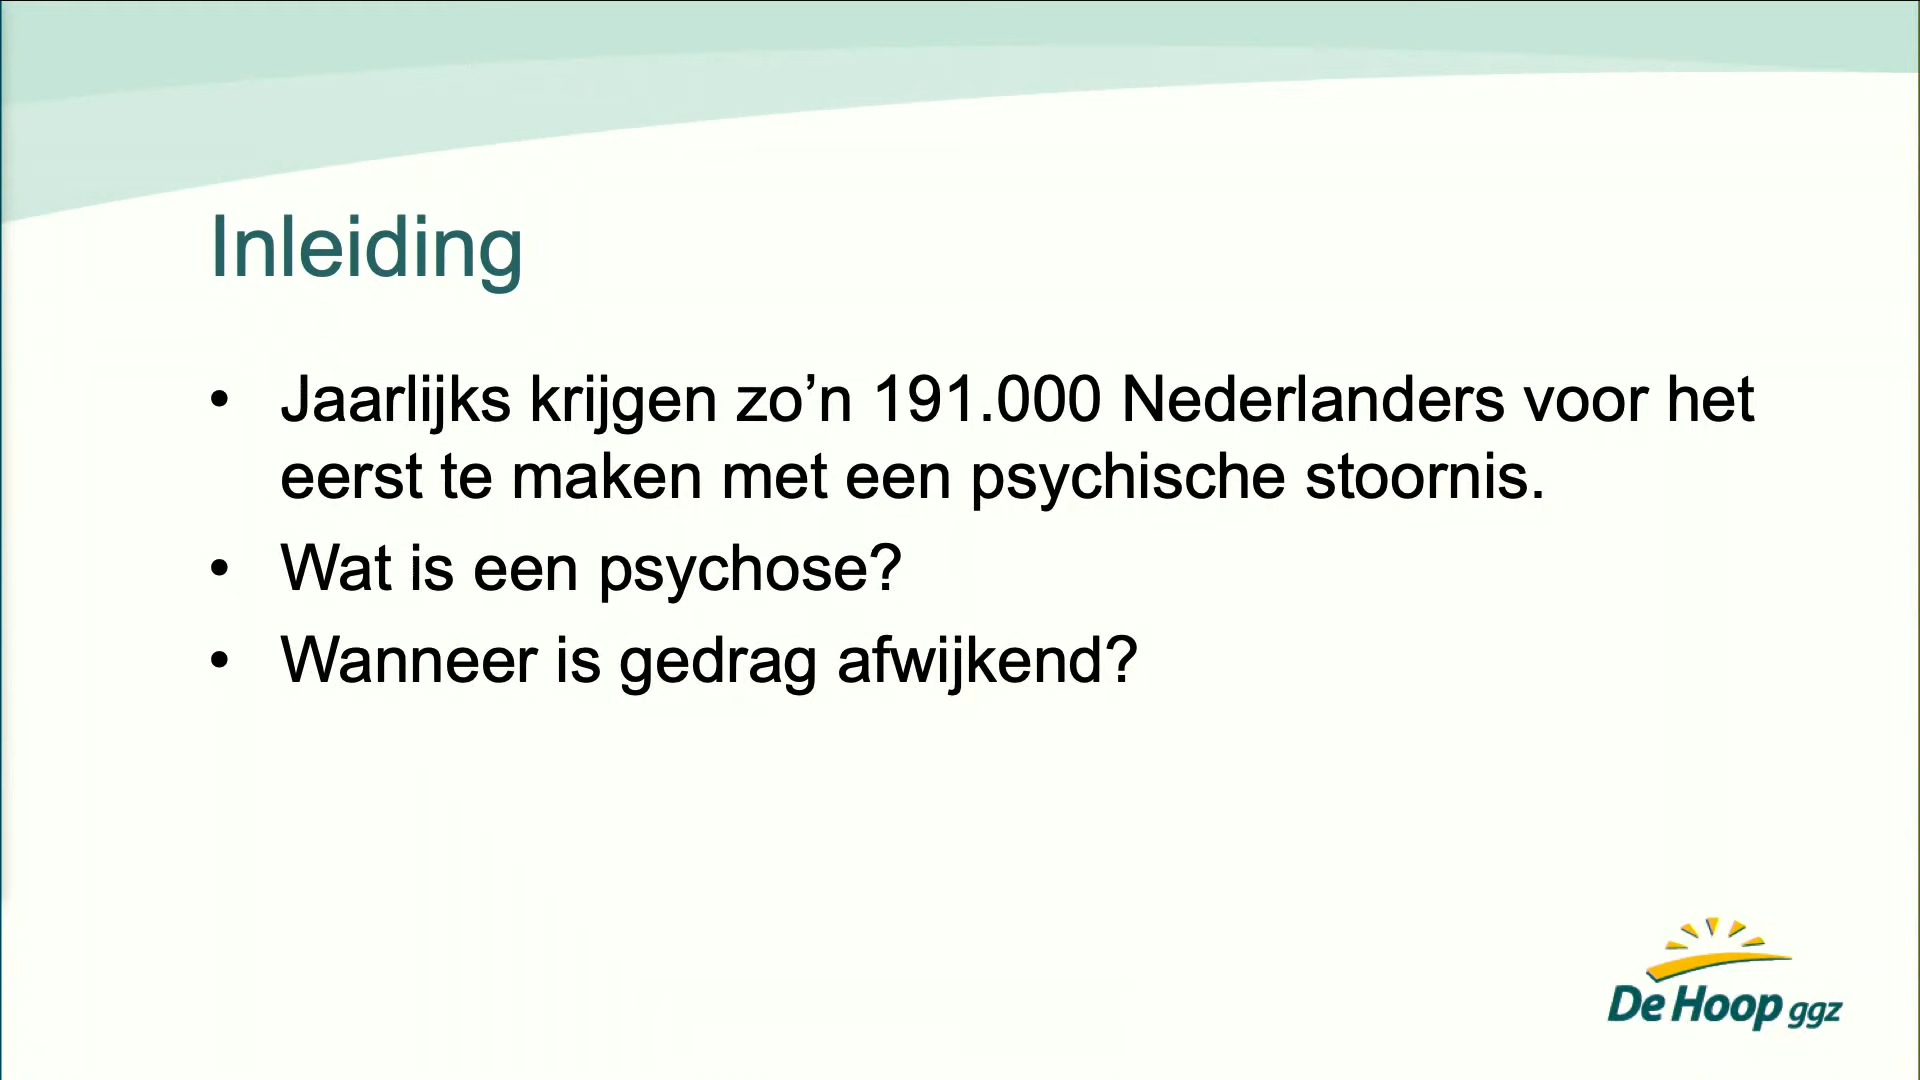 Inleiding
• Jaarlijks krijgen zo’n 191.000 Nederlanders voor het
eerst te maken met een psychische stoornis.
• Wat is een psychose?
• Wanneer is gedrag afwijkend?
De Hoop ggz